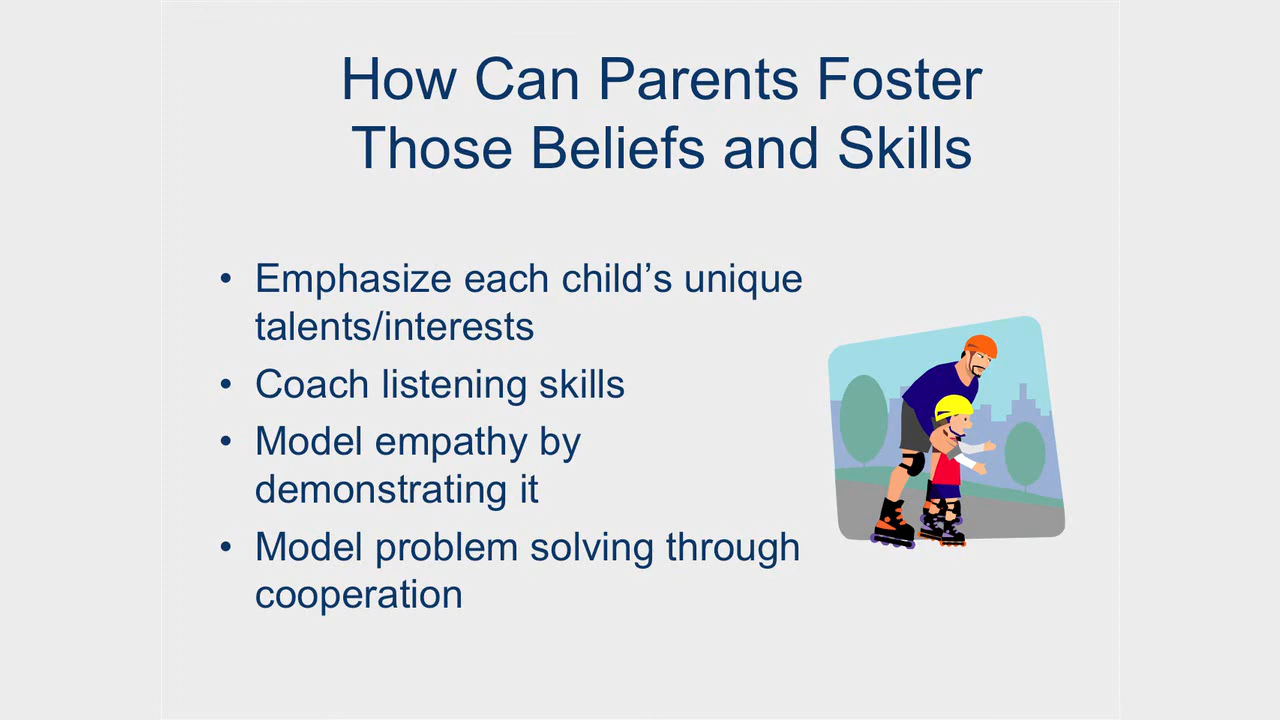 How Can Parents Foster
Those Beliefs and Skills
• Emphasize each child’s unique
talents/interests
• Coach listening skills
• Model empathy by
demonstrating it
• Model problem solving through
cooperation